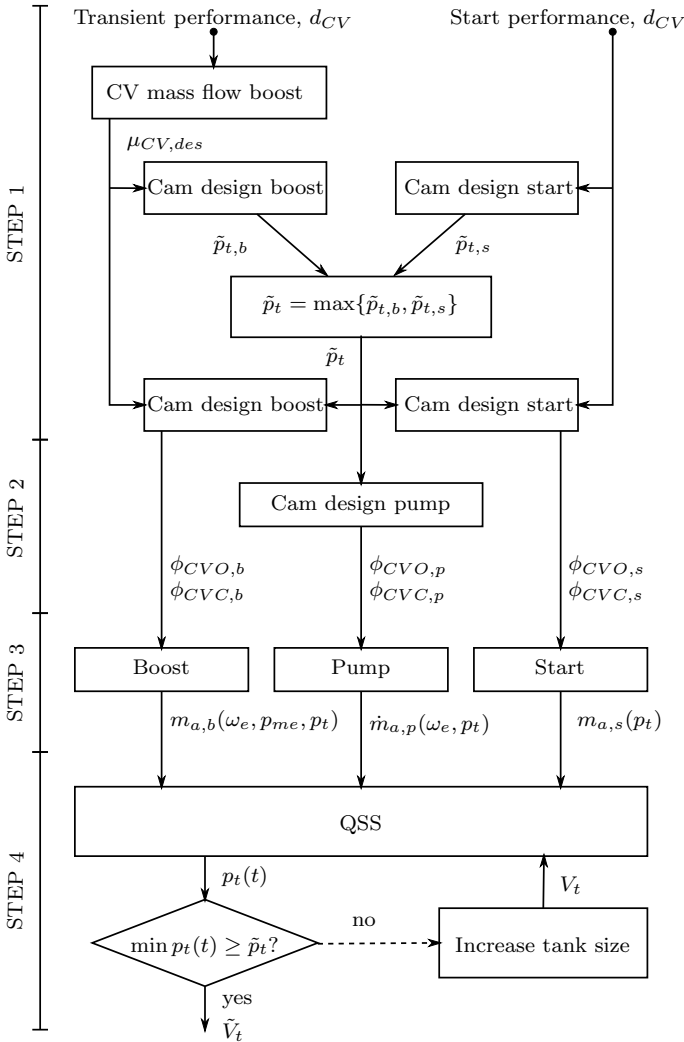 Transient performance, d_{CV}
Start performance, d_{CV}
CV mass flow boost
μ_{CV,des}
Cam design boost
Cam design start
p̃_{t,b}
p̃_{t,s}
p̃_t = max{p̃_{t,b}, p̃_{t,s}}
p̃_t
Cam design boost
Cam design start
STEP 1
Cam design pump
ϕ_{CVO,b}
ϕ_{CVC,b}
ϕ_{CVO,p}
ϕ_{CVC,p}
ϕ_{CVO,s}
ϕ_{CVC,s}
STEP 2
Boost
Pump
Start
m_{a,b}(ω_e, p_{me}, p_t)
ṁ_{a,p}(ω_e, p_t)
m_{a,s}(p_t)
STEP 3
QSS
p_t(t)
V_t
min p_t(t) ≥ p̃_t?
no
Increase tank size
yes
Ṽ_t
STEP 4